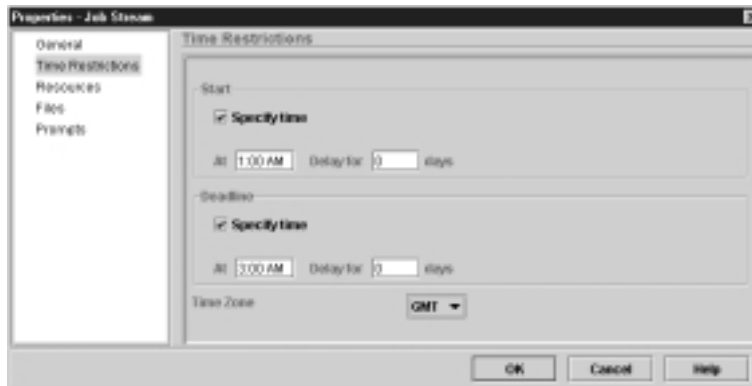 Properties - Job Stream
General
Time Restrictions
Resources
Files
Prompts
Time Restrictions
Start
Specify time
At 1:00 AM Delay for 0 days
Deadline
Specify time
At 3:00 AM Delay for 0 days
Time Zone GMT
OK Cancel Help